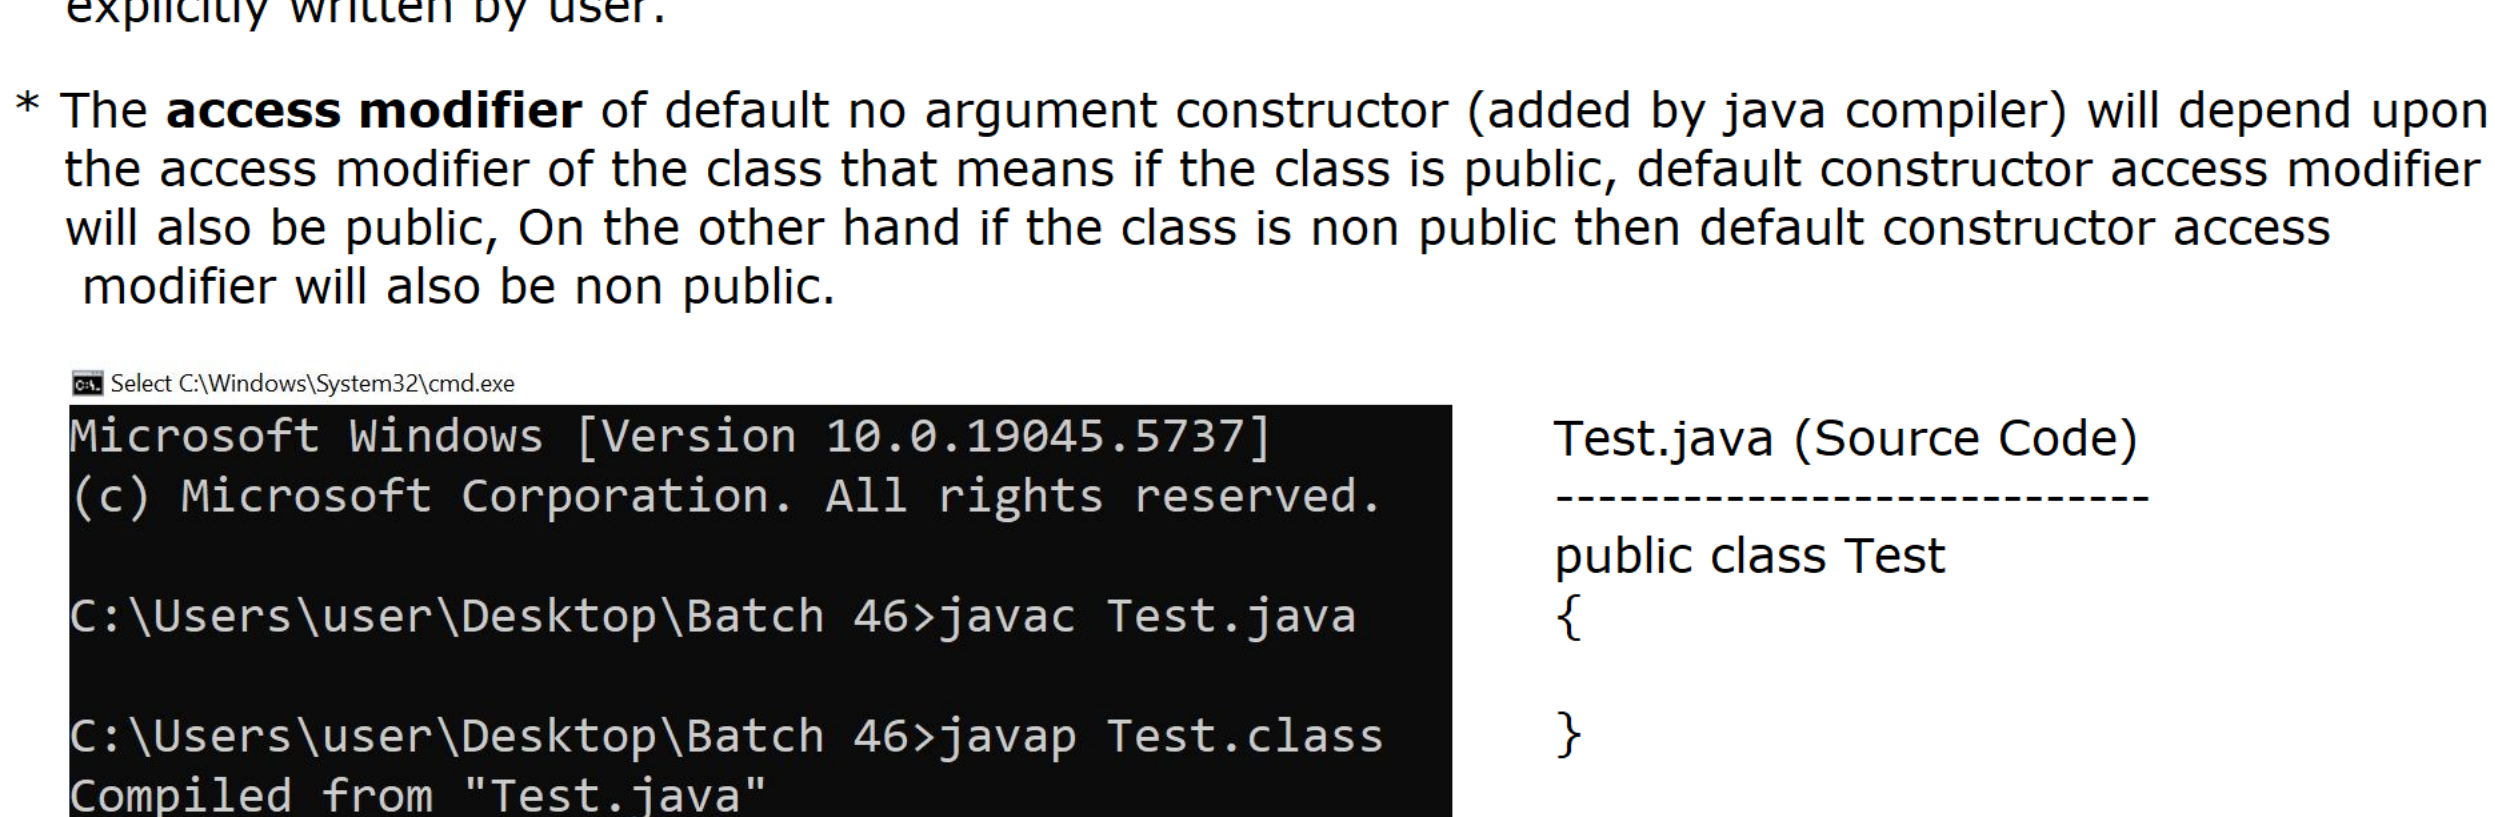 explicitly written by user.
* The access modifier of default no argument constructor (added by java compiler) will depend upon
the access modifier of the class that means if the class is public, default constructor access modifier
will also be public, On the other hand if the class is non public then default constructor access
modifier will also be non public.
Select C:\Windows\System32\cmd.exe
Microsoft Windows [Version 10.0.19045.5737]
(c) Microsoft Corporation. All rights reserved.
C:\Users\user\Desktop\Batch 46>javac Test.java
C:\Users\user\Desktop\Batch 46>javap Test.class
Compiled from "Test.java"
Test.java (Source Code)
----------------------------
public class Test
{
}